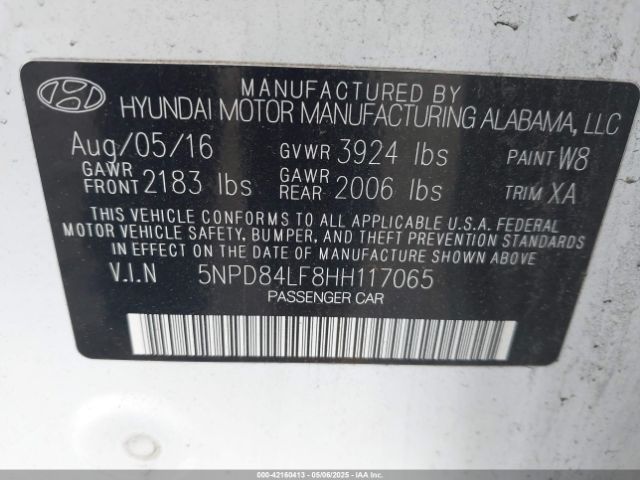 MANUFACTURED BY
HYUNDAI MOTOR MANUFACTURING ALABAMA, LLC
Aug/05/16 GVWR 3924 lbs PAINT W8
GAWR FRONT 2183 lbs GAWR REAR 2006 lbs TRIM XA
THIS VEHICLE CONFORMS TO ALL APPLICABLE U.S.A. FEDERAL
MOTOR VEHICLE SAFETY, BUMPER, AND THEFT PREVENTION STANDARDS
IN EFFECT ON THE DATE OF MANUFACTURE SHOWN ABOVE.
V.I.N 5NPD84LF8HH117065
PASSENGER CAR
000-42160413 - 05/06/2025 - IAAI.COM